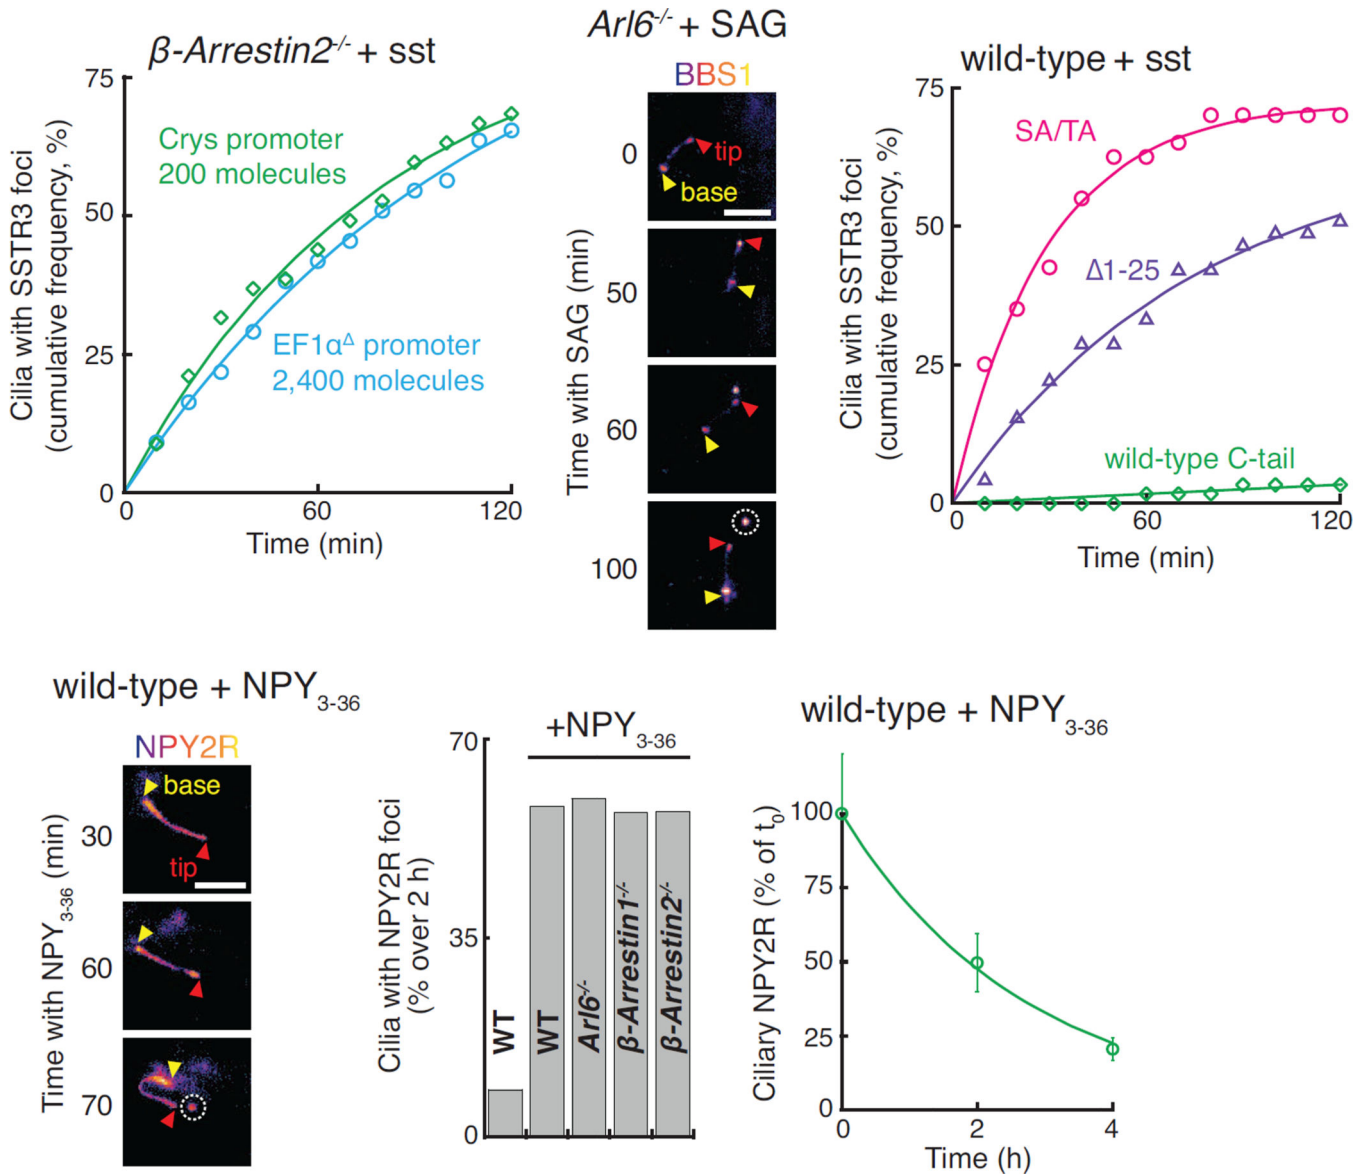 β-Arrestin2-/- + sst
75
50
25
0
0
60
120
Cilia with SSTR3 foci
(cumulative frequency, %)
Crys promoter
200 molecules
EF1αΔ promoter
2,400 molecules
Time (min)
Arl6-/- + SAG
BBS1
Time with SAG (min)
0
tip
base
50
60
100
wild-type + sst
75
50
25
0
0
60
120
Cilia with SSTR3 foci
(cumulative frequency, %)
SA/TA
Δ1-25
wild-type C-tail
Time (min)
wild-type + NPY3-36
NPY2R
Time with NPY3-36 (min)
30
base
tip
60
70
+NPY3-36
70
35
0
Cilia with NPY2R foci
(% over 2 h)
WT
WT
Arl6-/-
β-Arrestin1-/-
β-Arrestin2-/-
wild-type + NPY3-36
100
75
50
25
0
0
2
4
Ciliary NPY2R (% of t0)
Time (h)